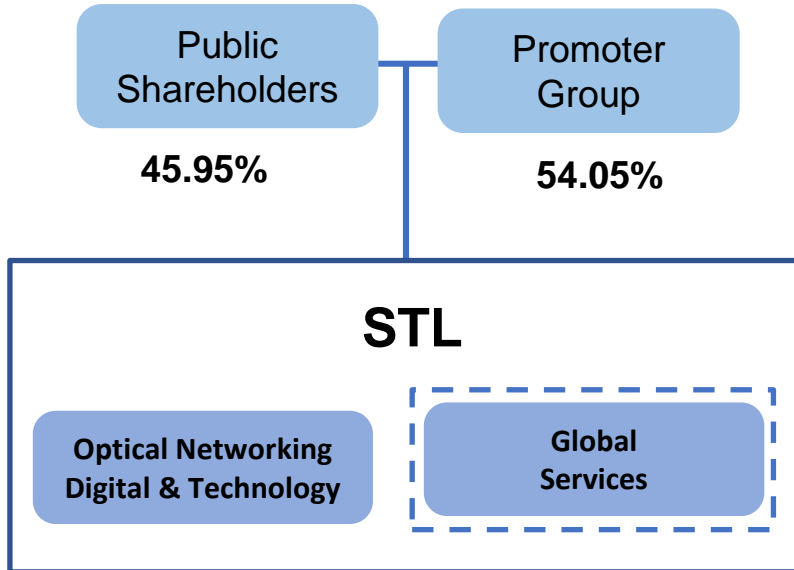 Public
Shareholders
Promoter
Group
45.95%
54.05%
STL
Optical Networking
Digital & Technology
Global
Services